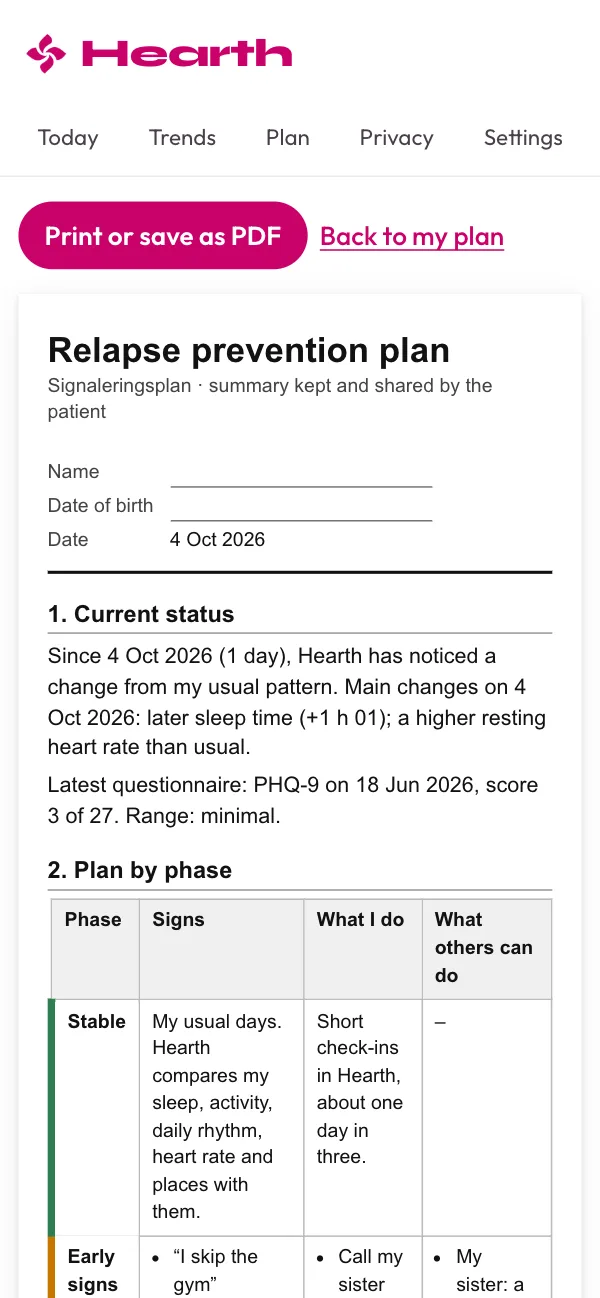 Hearth
Today Trends Plan Privacy Settings
Print or save as PDF Back to my plan
Relapse prevention plan
Signaleringsplan · summary kept and shared by the
patient
Name
Date of birth
Date 4 Oct 2026
1. Current status
Since 4 Oct 2026 (1 day), Hearth has noticed a
change from my usual pattern. Main changes on 4
Oct 2026: later sleep time (+1 h 01); a higher resting
heart rate than usual.
Latest questionnaire: PHQ-9 on 18 Jun 2026, score
3 of 27. Range: minimal.
2. Plan by phase
Phase Signs What I do What
others can
do
Stable
My usual days.
Hearth
compares my
sleep, activity,
daily rhythm,
heart rate and
places with
them.
Short
check-ins
in Hearth,
about one
day in
three.
–
Early
signs
• “I skip the
gym”
• Call my
sister
• My
sister: a